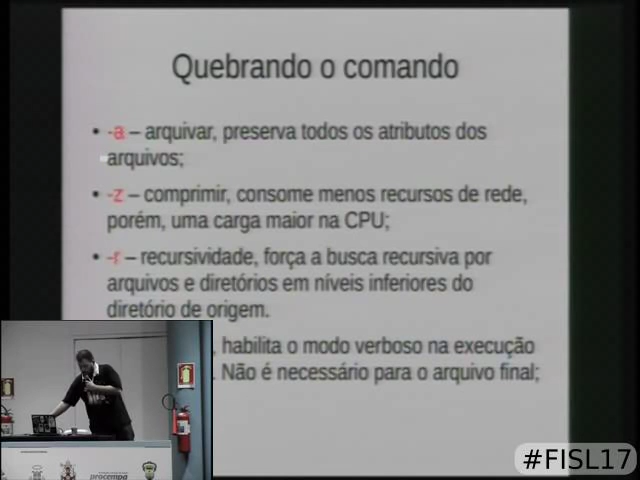 Quebrando o comando
• -a – arquivar, preserva todos os atributos dos
arquivos;
• -z – comprimir, consome menos recursos de rede,
porém, uma carga maior na CPU;
• -r – recursividade, força a busca recursiva por
arquivos e diretórios em níveis inferiores do
diretório de origem.
, habilita o modo verboso na execução
. Não é necessário para o arquivo final;
procempa
#FISL17